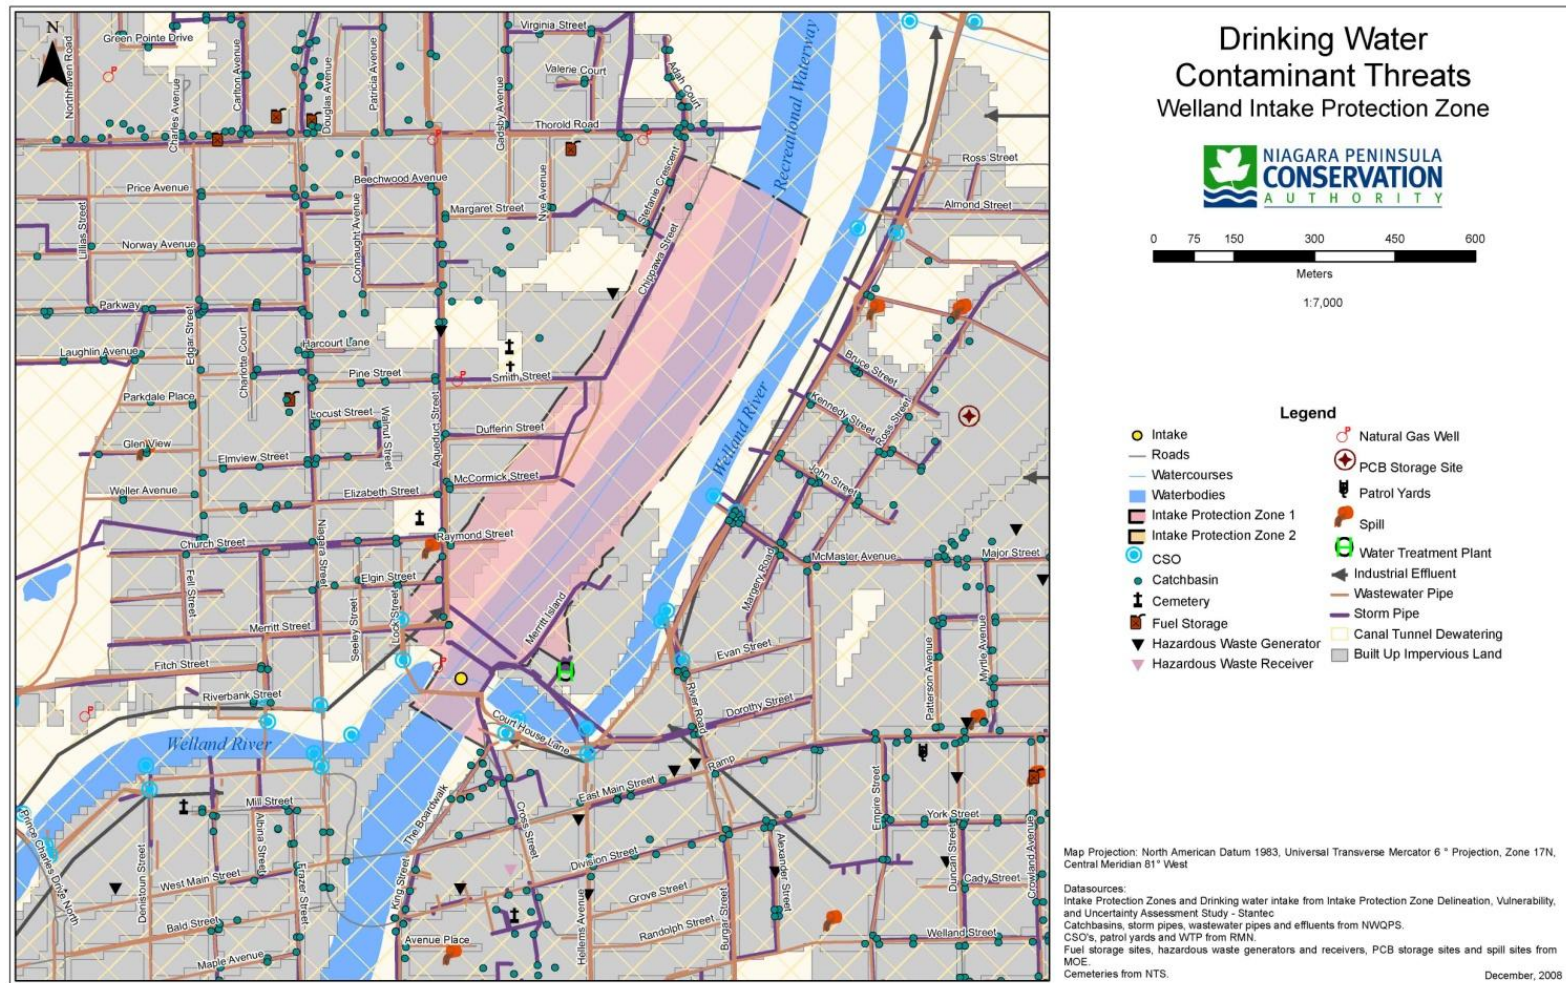 Drinking Water
Contaminant Threats
Welland Intake Protection Zone
NIAGARA PENINSULA
CONSERVATION
AUTHORITY
0 75 150 300 450 600
Meters
1:7,000
Legend
Intake
Roads
Watercourses
Waterbodies
Intake Protection Zone 1
Intake Protection Zone 2
CSO
Catchbasin
Cemetery
Fuel Storage
Hazardous Waste Generator
Hazardous Waste Receiver
Natural Gas Well
PCB Storage Site
Patrol Yards
Spill
Water Treatment Plant
Industrial Effluent
Wastewater Pipe
Storm Pipe
Canal Tunnel Dewatering
Built Up Impervious Land
Map Projection: North American Datum 1983, Universal Transverse Mercator 6 ° Projection, Zone 17N,
Central Meridian 81° West
Datasources:
Intake Protection Zones and Drinking water intake from Intake Protection Zone Delineation, Vulnerability,
and Uncertainty Assessment Study - Stantec
Catchbasins, storm pipes, wastewater pipes and effluents from NWQPS.
CSO's, patrol yards and WTP from RMN.
Fuel storage sites, hazardous waste generators and receivers, PCB storage sites and spill sites from
MOE.
Cemeteries from NTS.
December, 2008
N
Northhaven Road
Green Pointe Drive
Charles Avenue
Carlton Avenue
Douglas Avenue
Patricia Avenue
Gadsby Avenue
Virginia Street
Valerie Court
Adah Court
Thorold Road
Recreational Waterway
Ross Street
Almond Street
Price Avenue
Beechwood Avenue
Margaret Street
Nye Avenue
Stefanie Crescent
Chippawa Street
Lillias Street
Norway Avenue
Connaught Avenue
Parkway
Edgar Street
Charlotte Court
Harcourt Lane
Laughlin Avenue
Pine Street
Smith Street
Parkdale Place
Locust Street
Walnut Street
Aqueduct Street
Dufferin Street
Glen View
Elmview Street
McCormick Street
Weller Avenue
Elizabeth Street
Raymond Street
Church Street
Niagara Street
Elgin Street
Fell Street
Seeley Street
Lock Street
Merritt Street
Fitch Street
Riverbank Street
Welland River
Merritt Island
Welland River
Bruce Street
Kennedy Street
Ross Street
John Street
McMaster Avenue
Major Street
Margery Road
Evan Street
River Road
Dorothy Street
Patterson Avenue
Myrtle Avenue
Court House Lane
Ramp
East Main Street
The Boardwalk
Cross Street
Mill Street
Albina Street
Prince Charles Drive North
Denistoun Street
West Main Street
Frazer Street
King Street
Division Street
Alexander Street
Empire Street
York Street
Duncan Street
Cady Street
Crowland Avenue
Bald Street
Grove Street
Hellems Avenue
Randolph Street
Burgar Street
Welland Street
Maple Avenue
Avenue Place